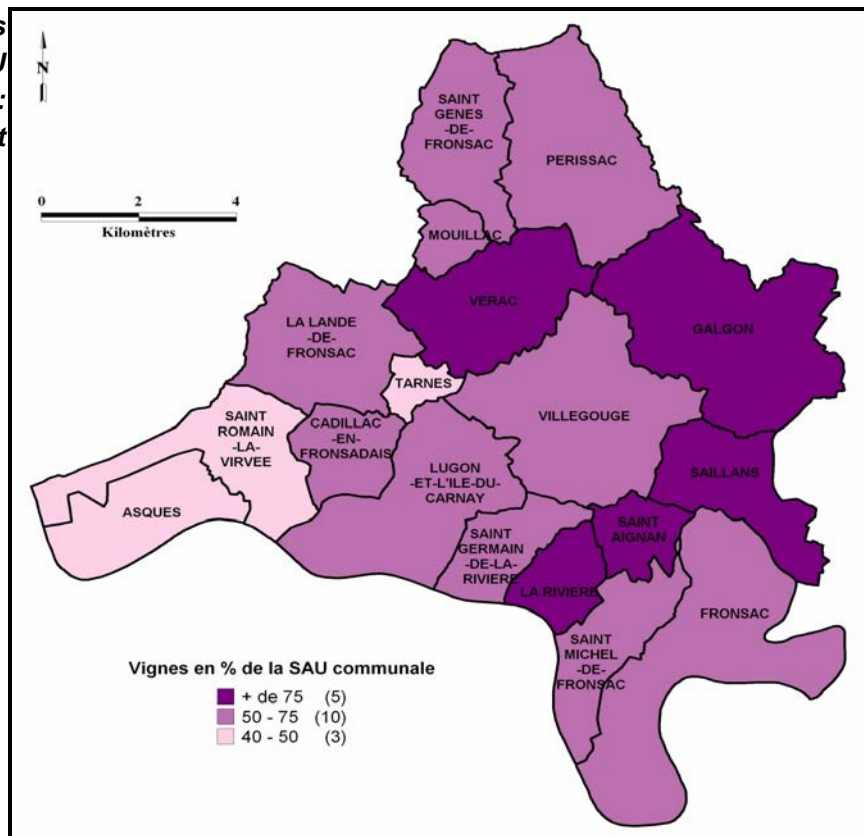 s
U
:
t
N
0 2 4
Kilomètres
SAINT
GENES
-DE-
FRONSAC
PERISSAC
MOUILLAC
VERAC
GALGON
LA LANDE
-DE-
FRONSAC
TARNES
VILLEGOUGE
SAINT
ROMAIN
-LA-
VIRVEE
CADILLAC
-EN-
FRONSADAIS
LUGON
-ET-L'ILE-DU-
CARNAY
SAILLANS
ASQUES
SAINT
GERMAIN
-DE-LA-
RIVIERE
SAINT
AIGNAN
LA RIVIERE
FRONSAC
SAINT
MICHEL
-DE-
FRONSAC
Vignes en % de la SAU communale
+ de 75 (5)
50 - 75 (10)
40 - 50 (3)